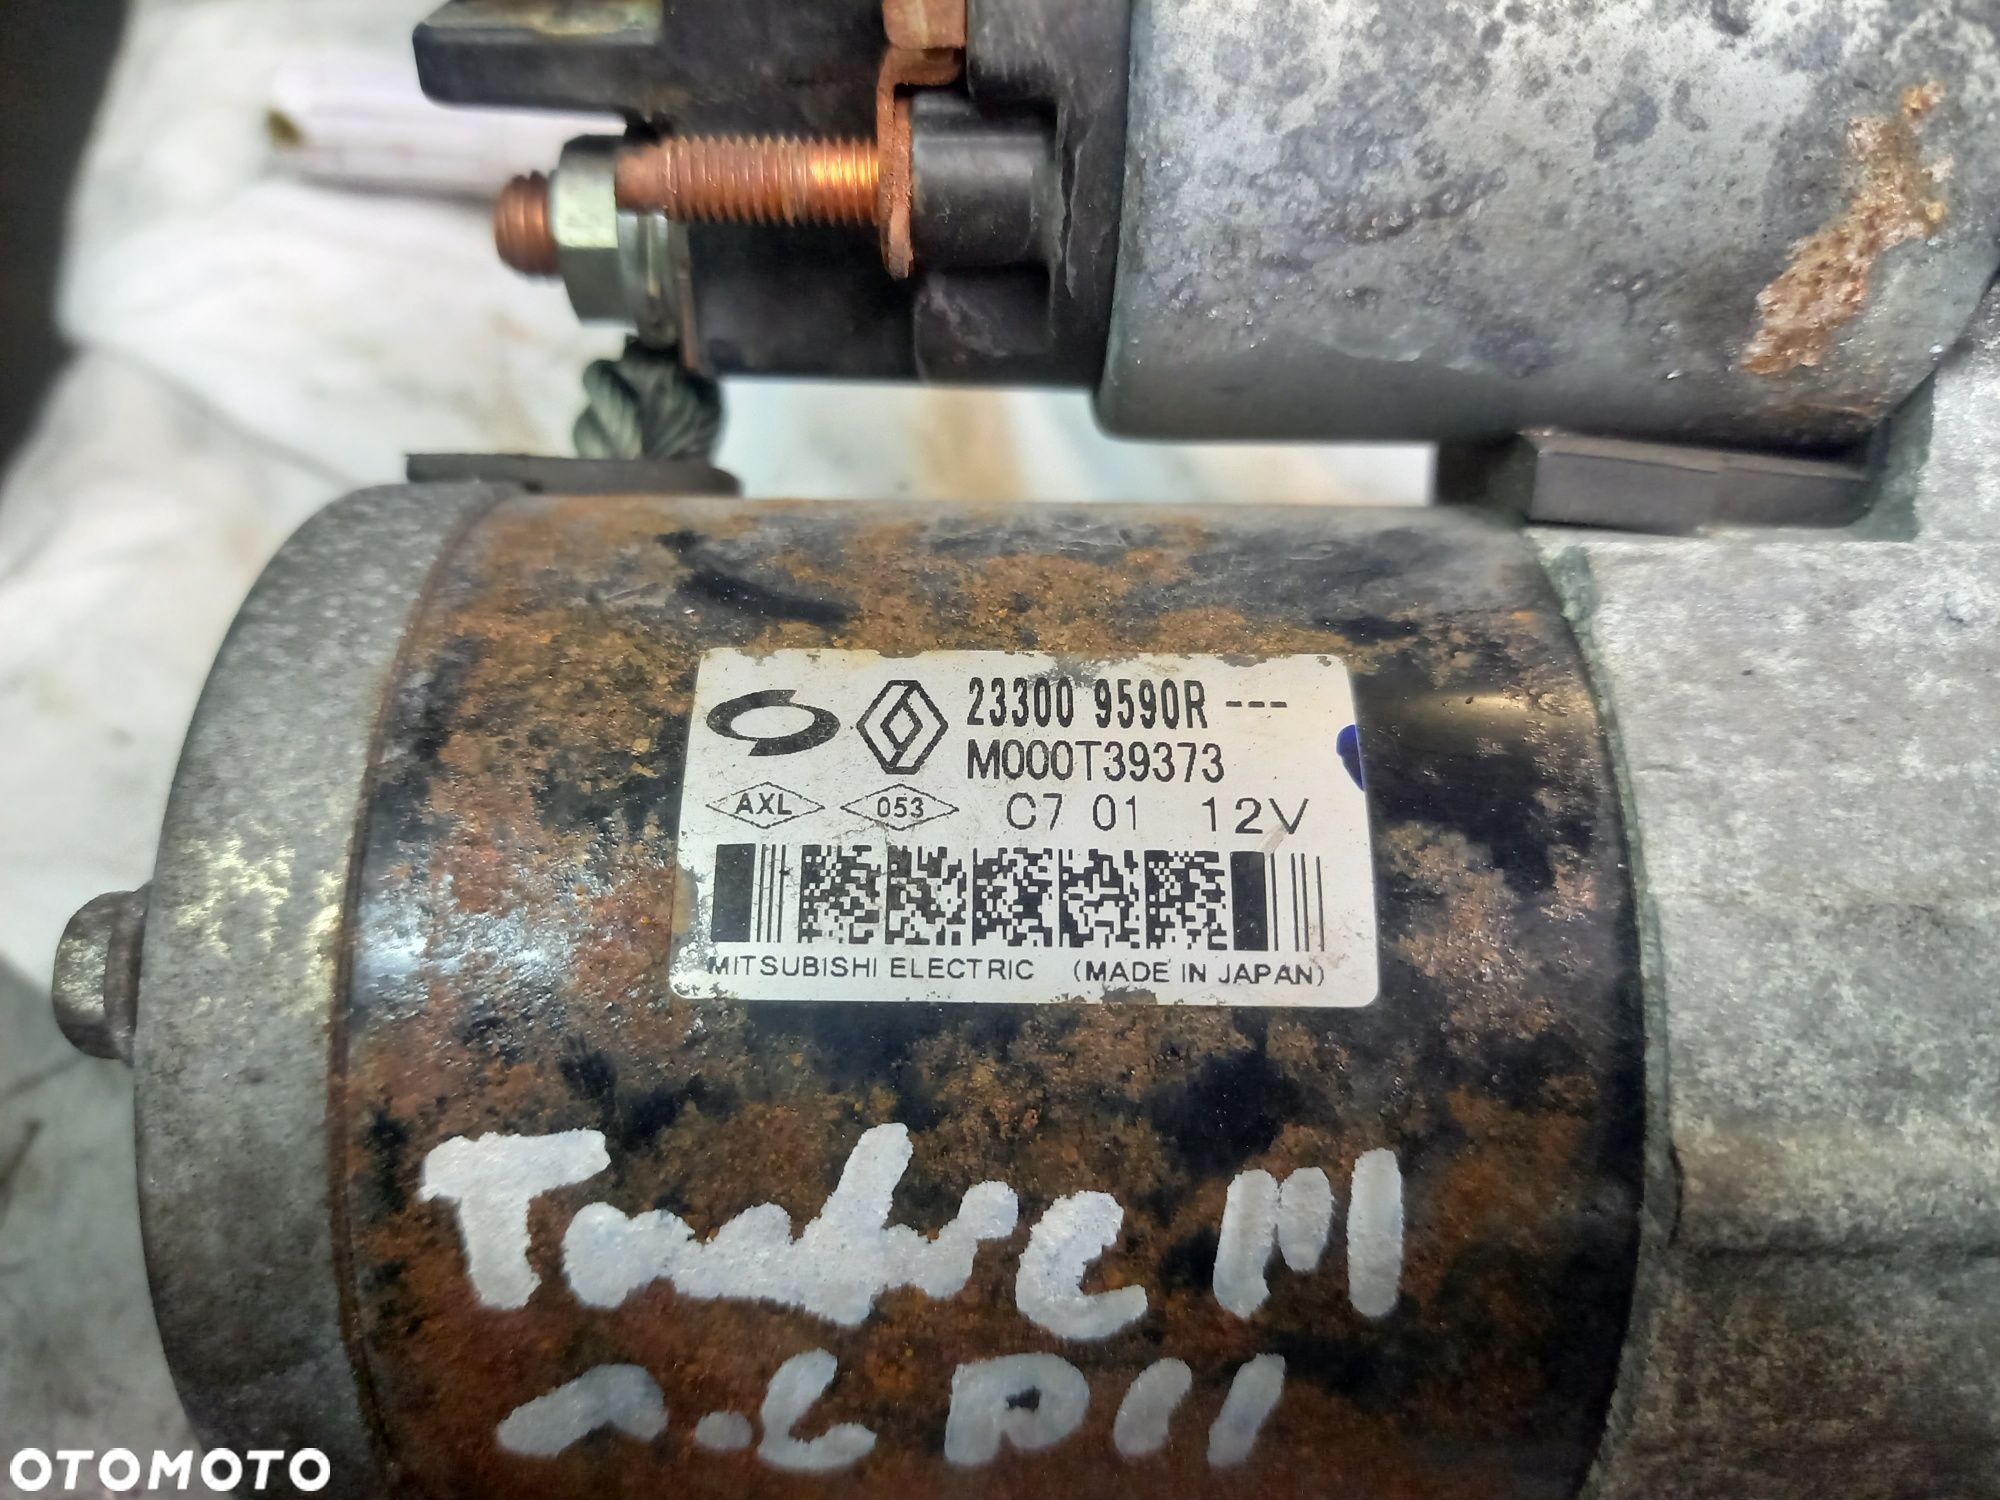 23300 9590R ---
M000T39373
AXL 053 C7 01 12V
MITSUBISHI ELECTRIC (MADE IN JAPAN)
OTOMOTO